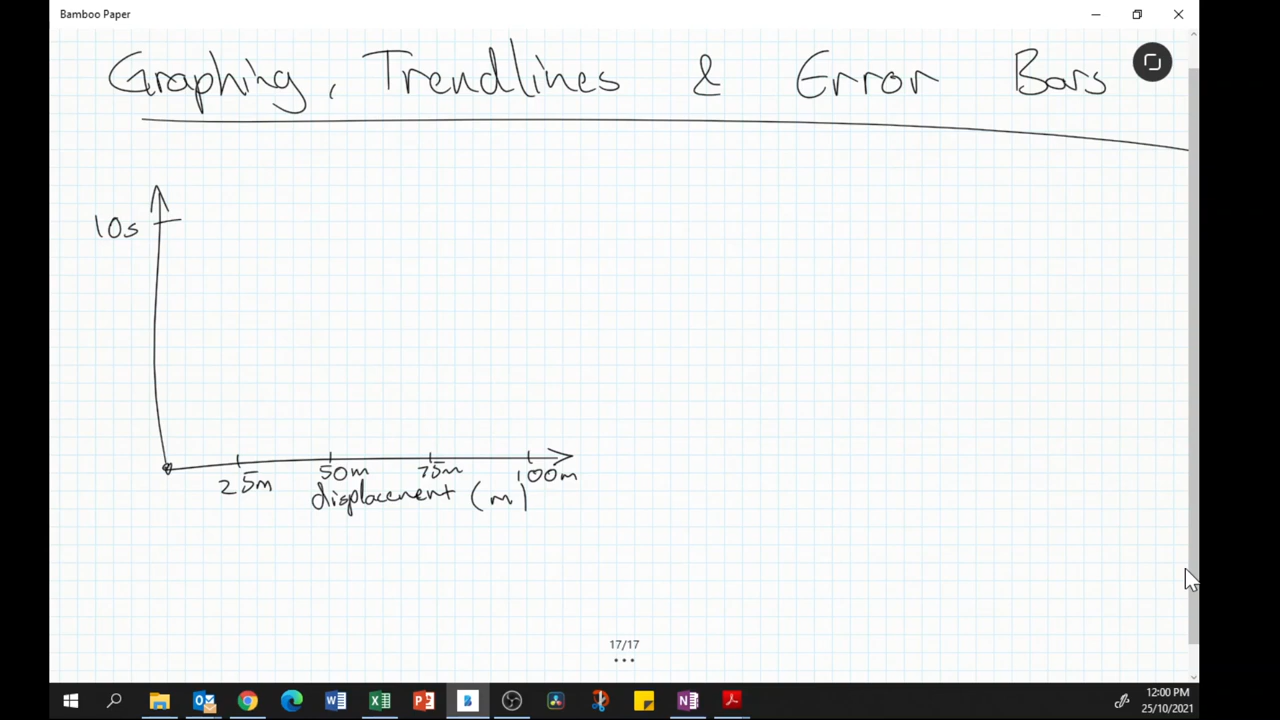 Bamboo Paper
Graphing, Trendlines & Error Bars
10s
25m 50m 75m 100m
displacement (m)
17/17
12:00 PM
25/10/2021